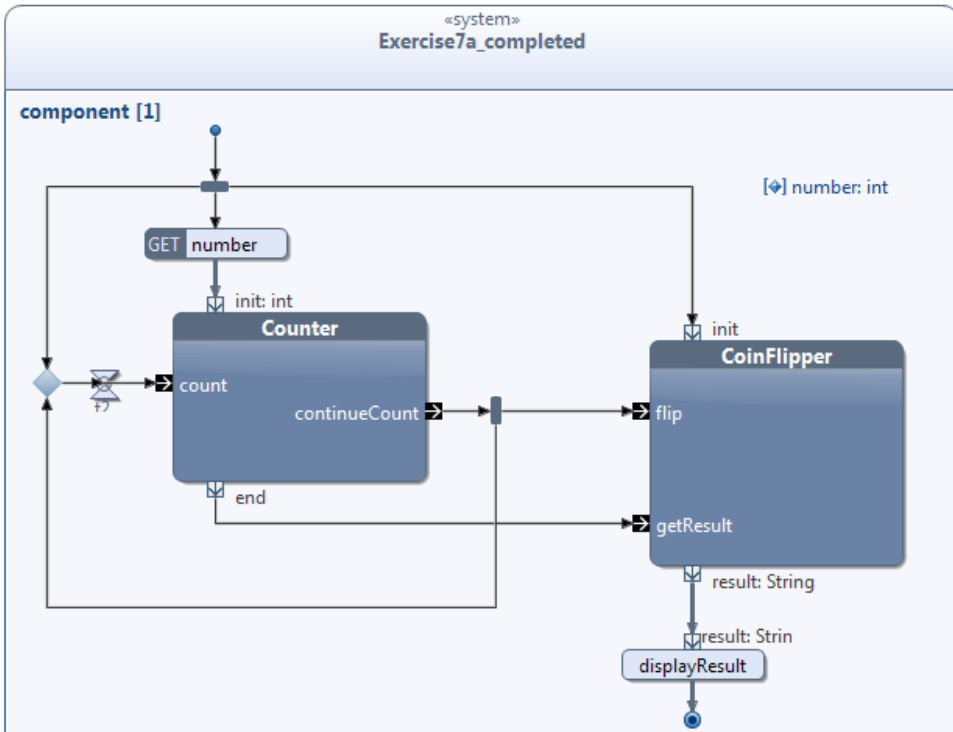 «system»
Exercise7a_completed
component [1]
number: int
GET number
init: int
Counter
init
CoinFlipper
count
continueCount
flip
end
getResult
result: String
result: Strin
displayResult